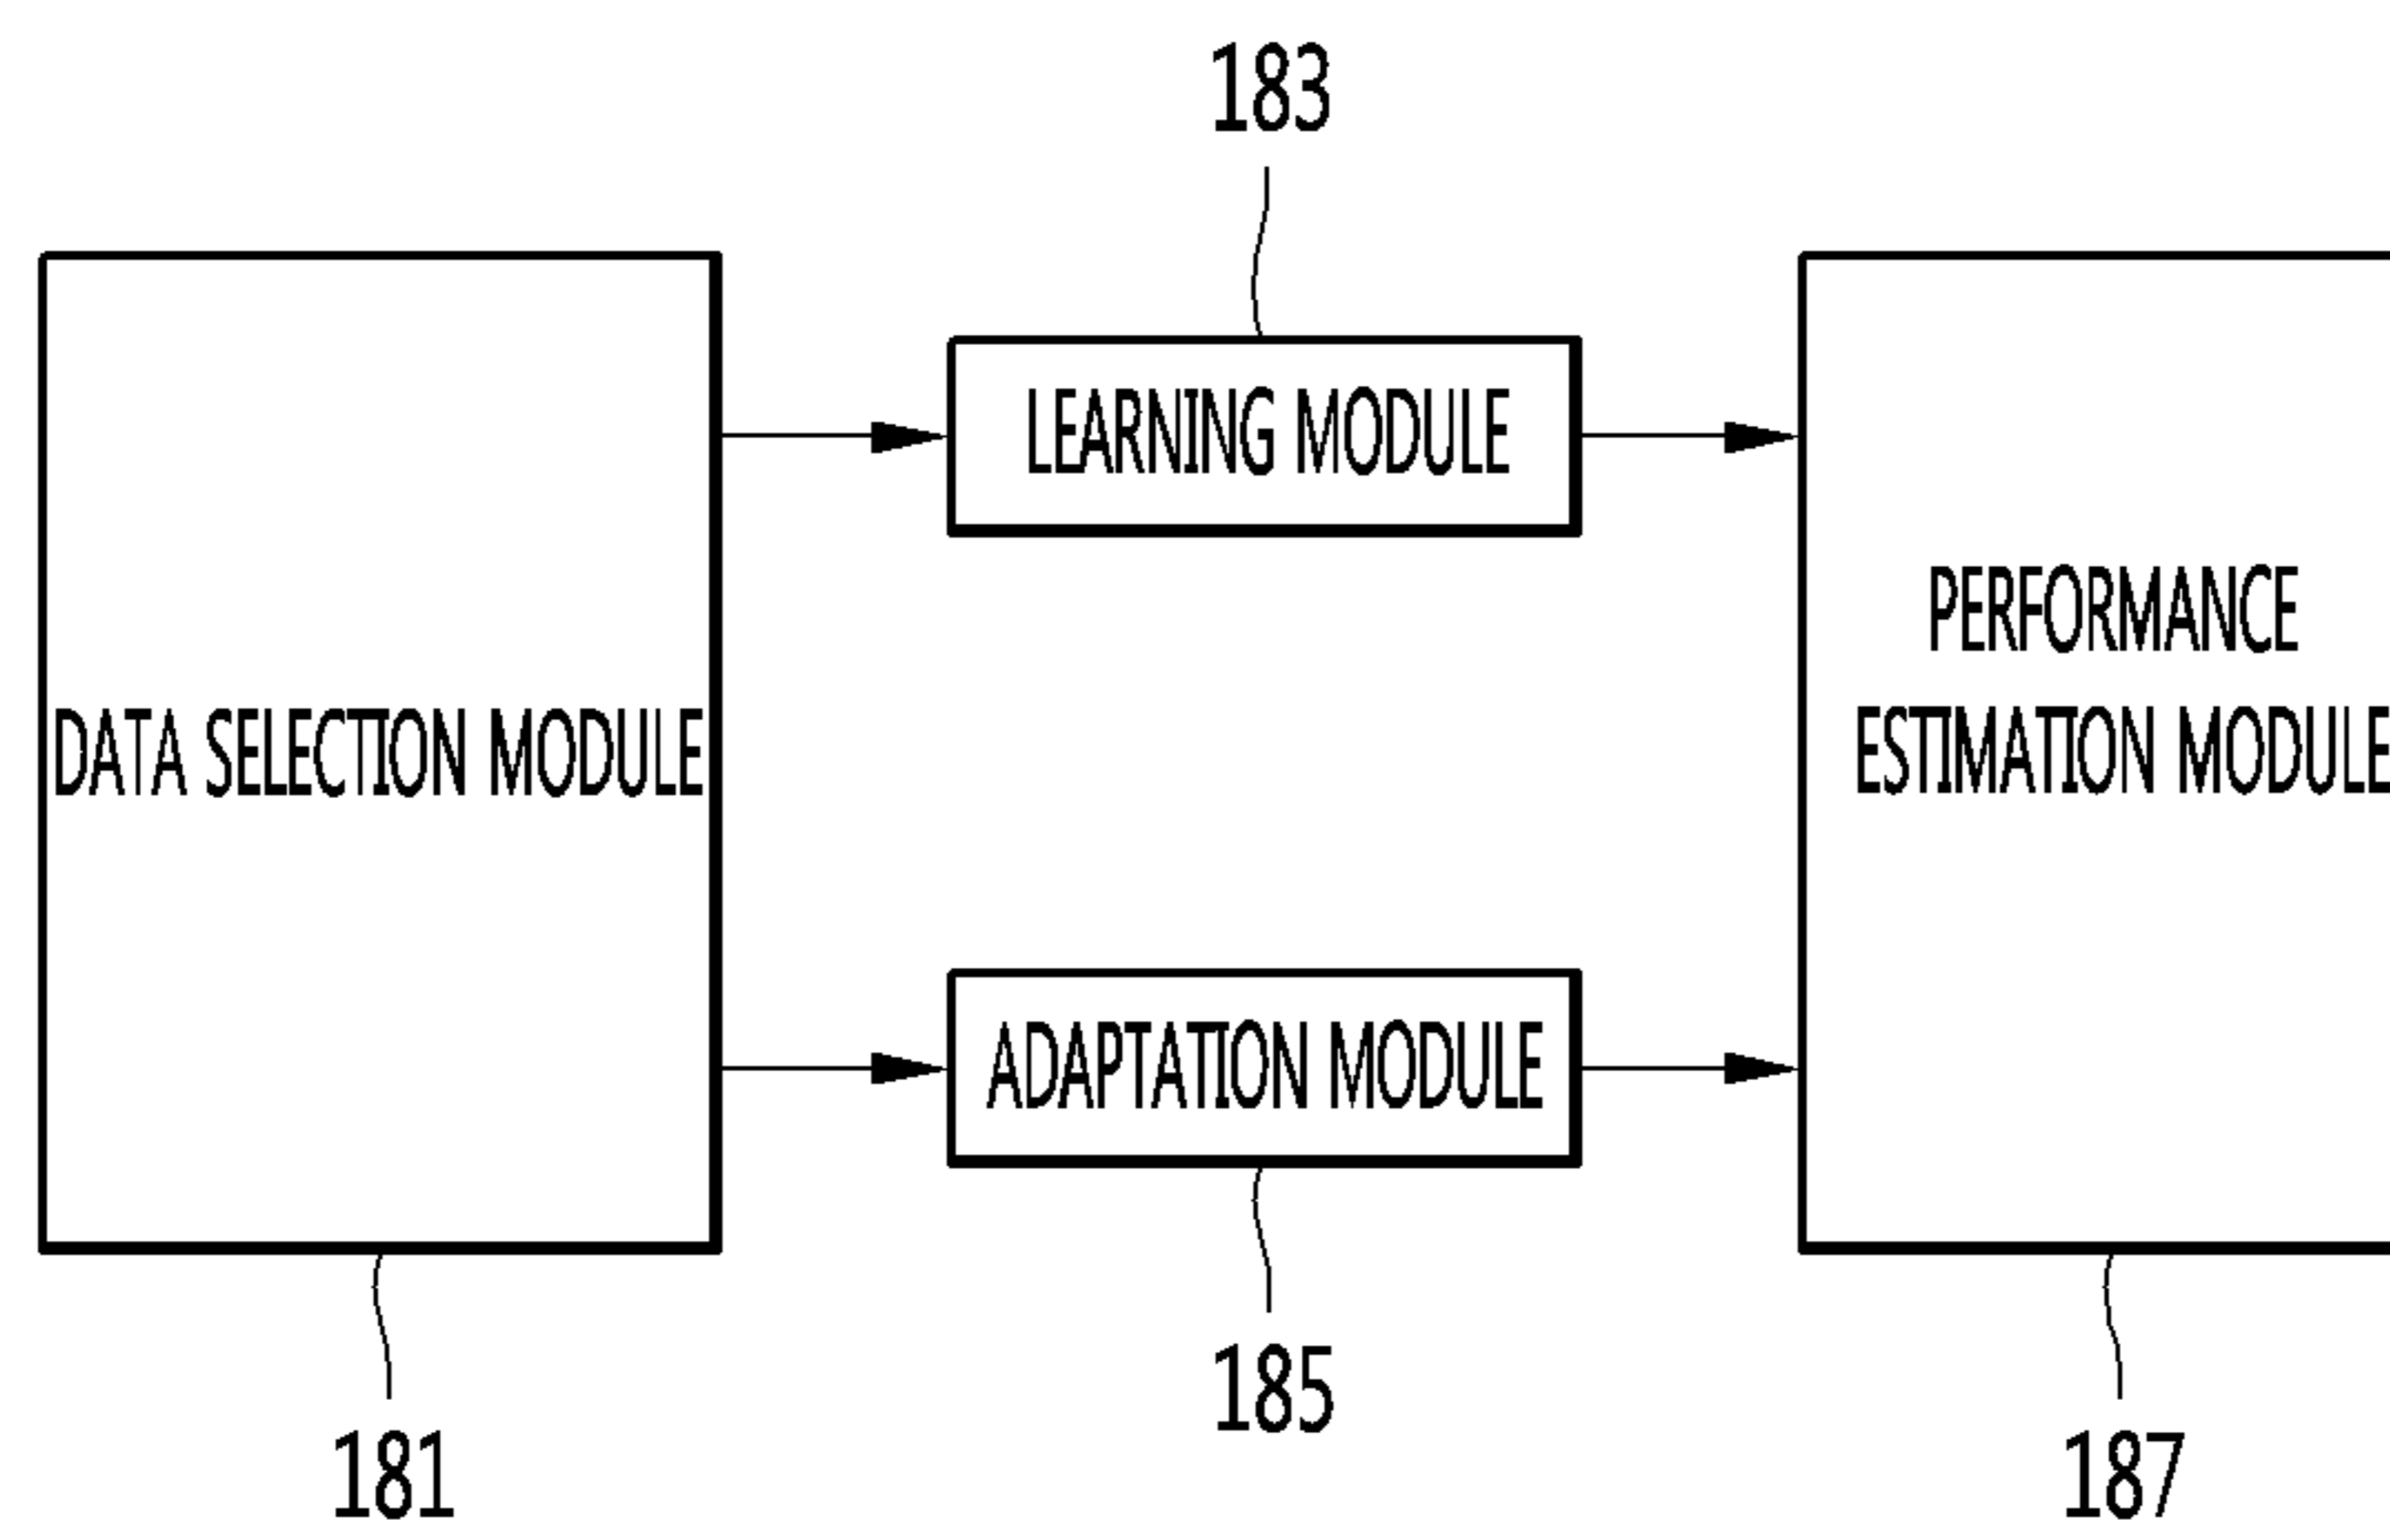 183
LEARNING MODULE
PERFORMANCE
ESTIMATION MODULE
DATA SELECTION MODULE
ADAPTATION MODULE
185
181
187